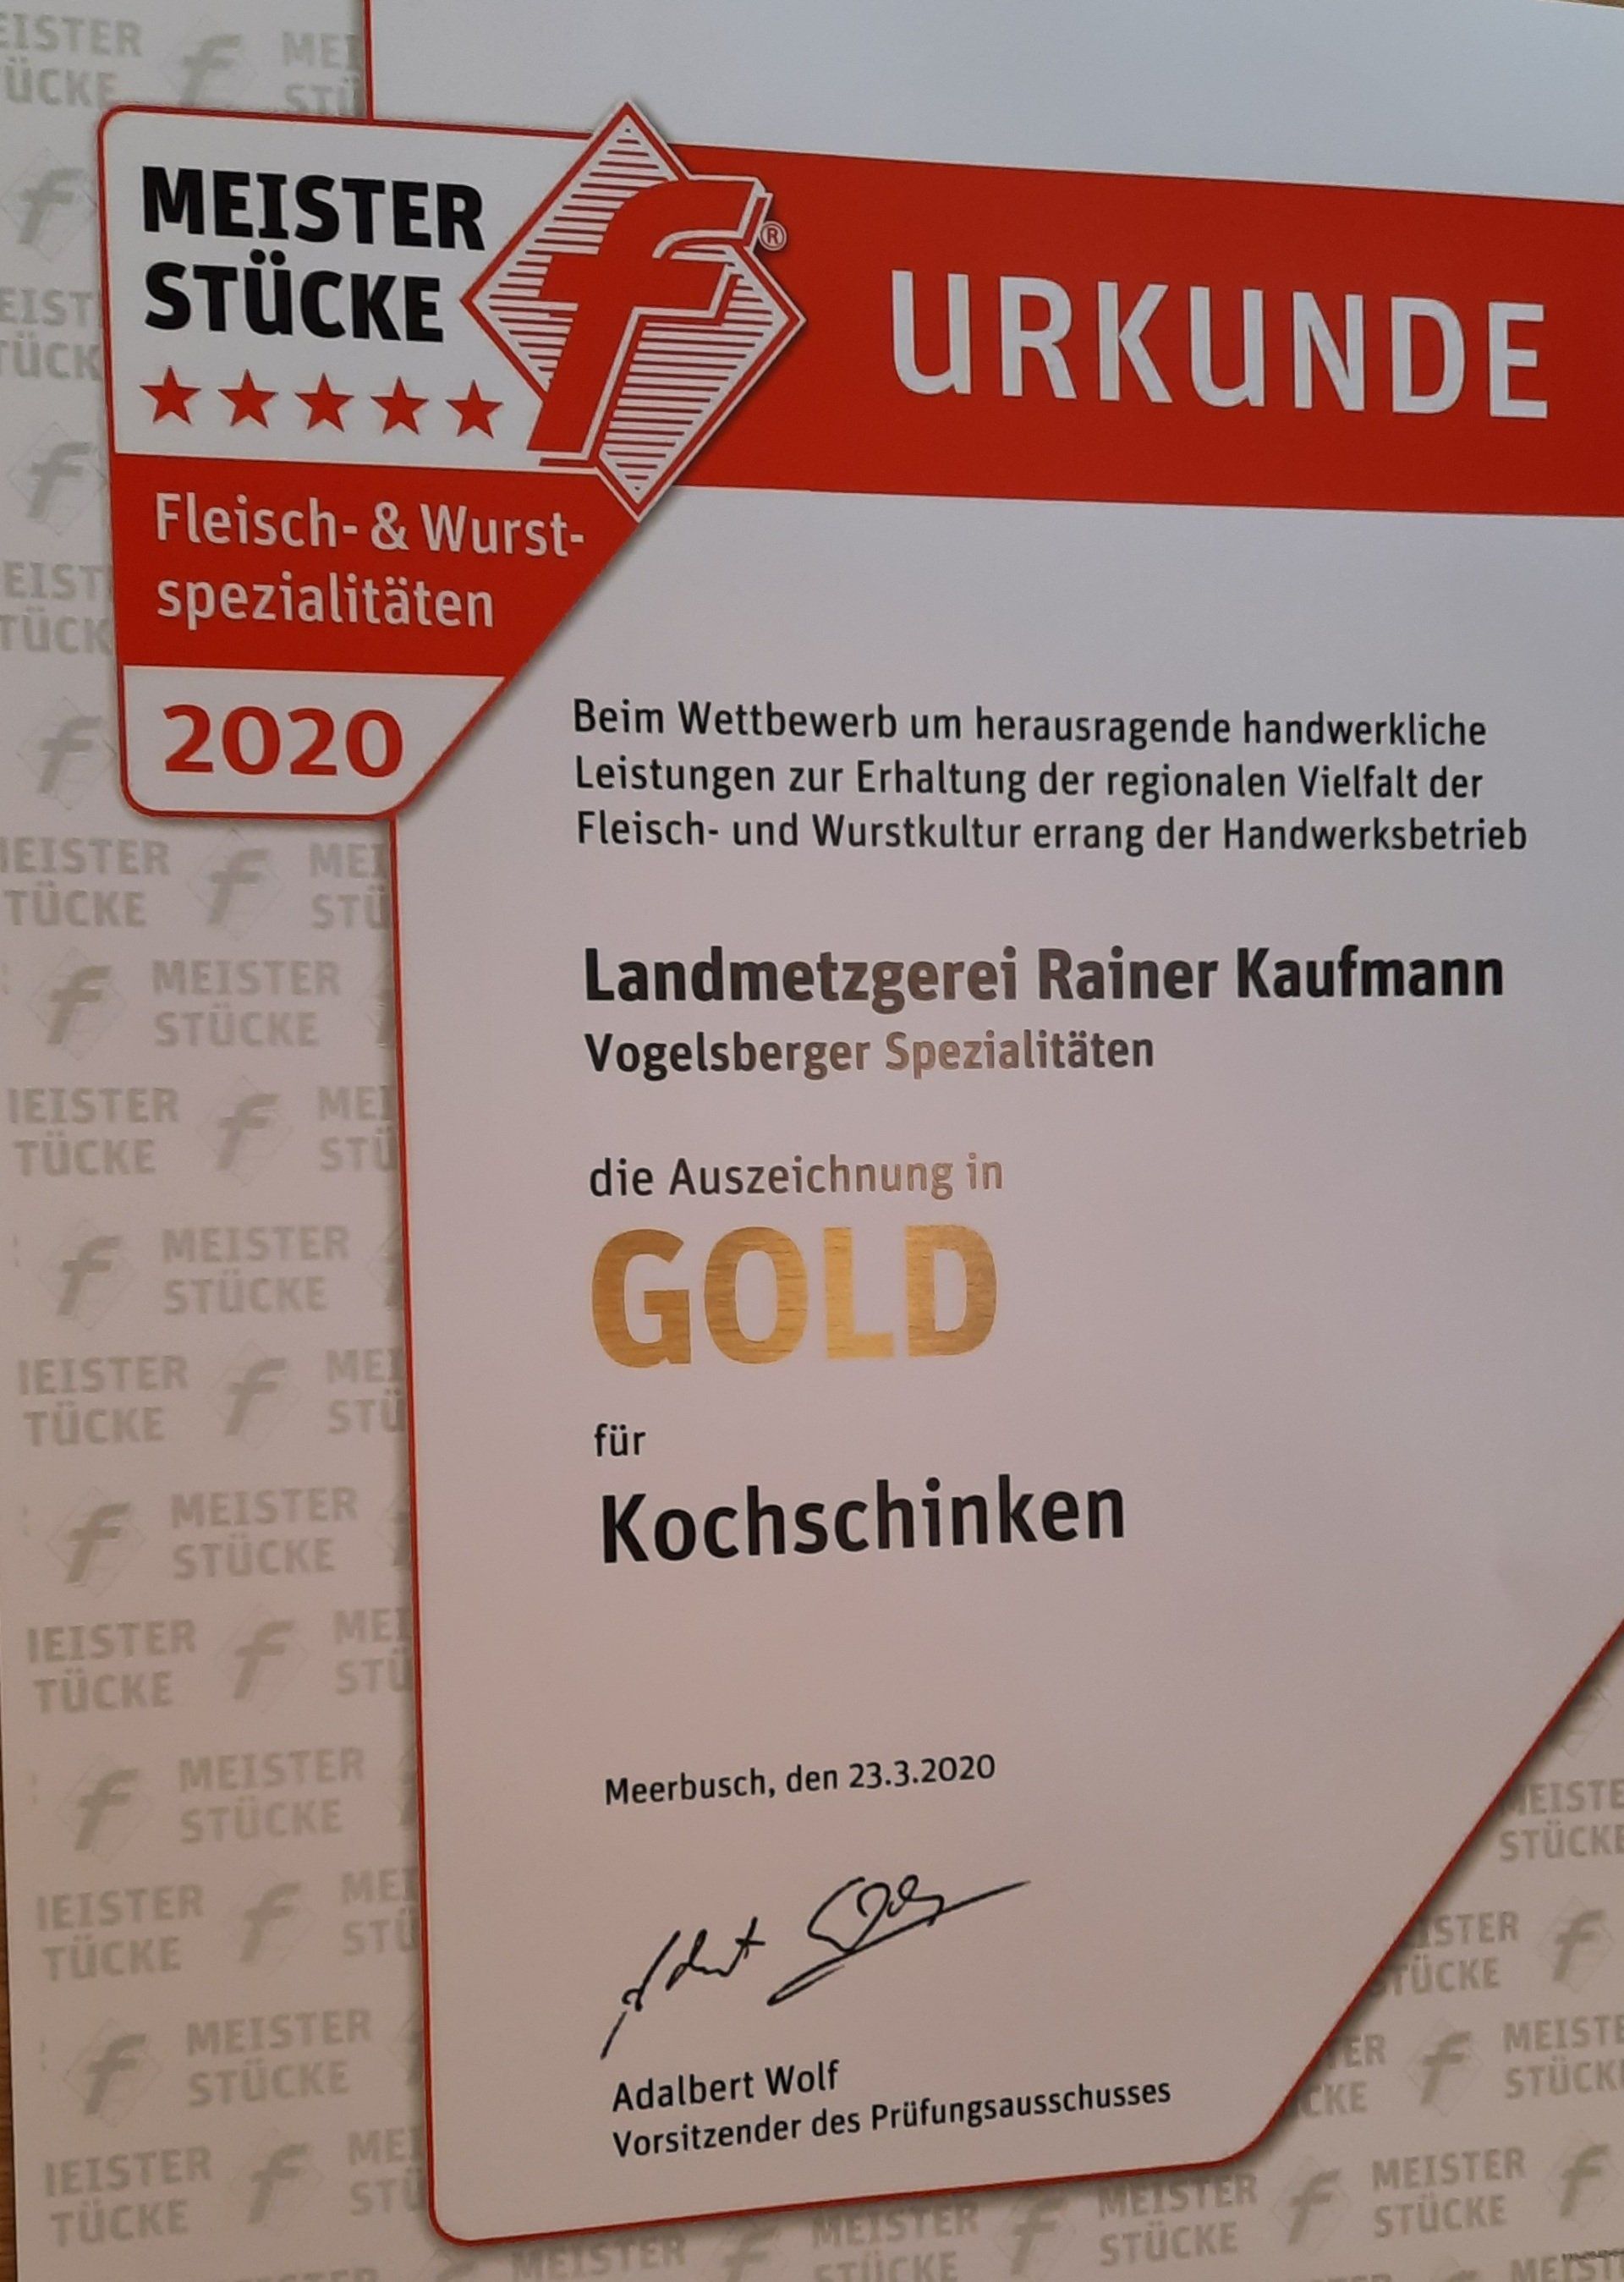 MEISTER
STÜCKE
®
URKUNDE
Fleisch- & Wurst-
spezialitäten
2020
Beim Wettbewerb um herausragende handwerkliche
Leistungen zur Erhaltung der regionalen Vielfalt der
Fleisch- und Wurstkultur errang der Handwerksbetrieb
Landmetzgerei Rainer Kaufmann
Vogelsberger Spezialitäten
die Auszeichnung in
GOLD
für
Kochschinken
Meerbusch, den 23.3.2020
Adalbert Wolf
Vorsitzender des Prüfungsausschusses